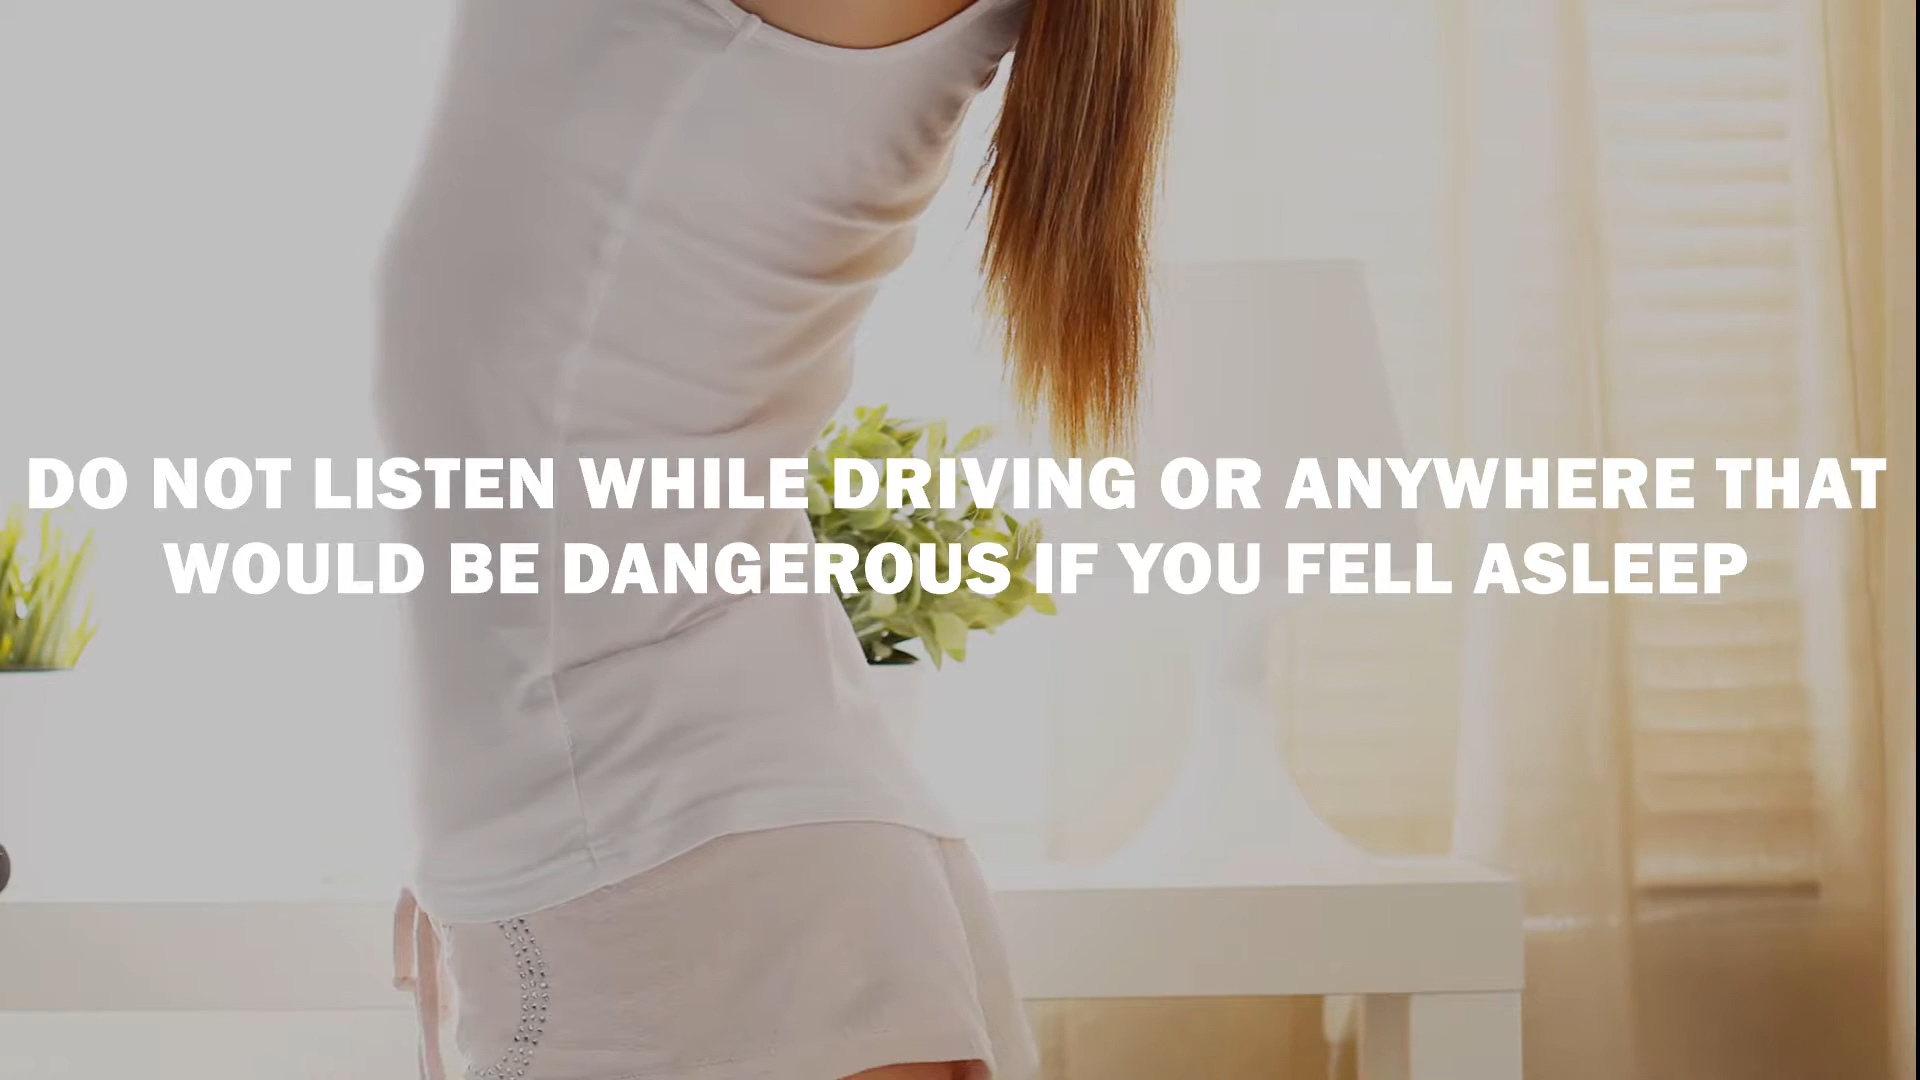 DO NOT LISTEN WHILE DRIVING OR ANYWHERE THAT
WOULD BE DANGEROUS IF YOU FELL ASLEEP